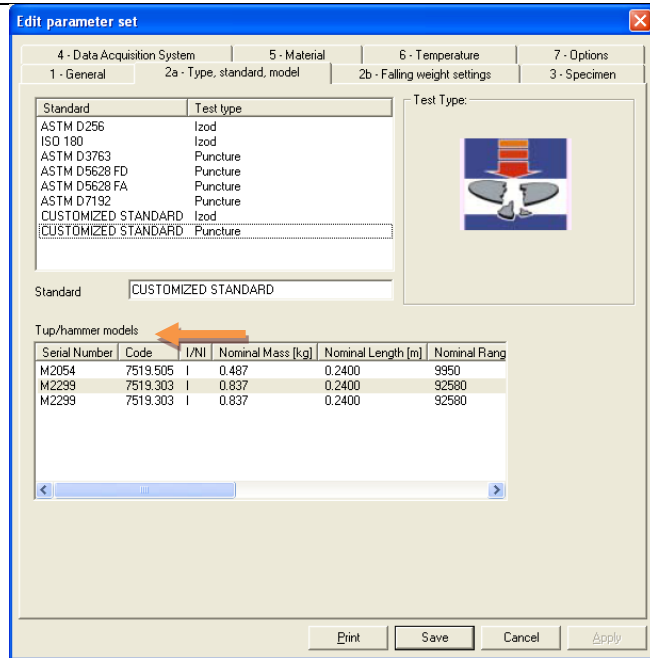 Edit parameter set
4 - Data Acquisition System 5 - Material 6 - Temperature 7 - Options
1 - General 2a - Type, standard, model 2b - Falling weight settings 3 - Specimen
Standard Test type Test Type:
ASTM D256 Izod
ISO 180 Izod
ASTM D3763 Puncture
ASTM D5628 FD Puncture
ASTM D5628 FA Puncture
ASTM D7192 Puncture
CUSTOMIZED STANDARD Izod
CUSTOMIZED STANDARD Puncture
Standard CUSTOMIZED STANDARD
Tup/hammer models
Serial Number Code I/NI Nominal Mass [kg] Nominal Length [m] Nominal Rang
M2054 7519.505 I 0.487 0.2400 9950
M2299 7519.303 I 0.837 0.2400 92580
M2299 7519.303 I 0.837 0.2400 92580
Print Save Cancel Apply